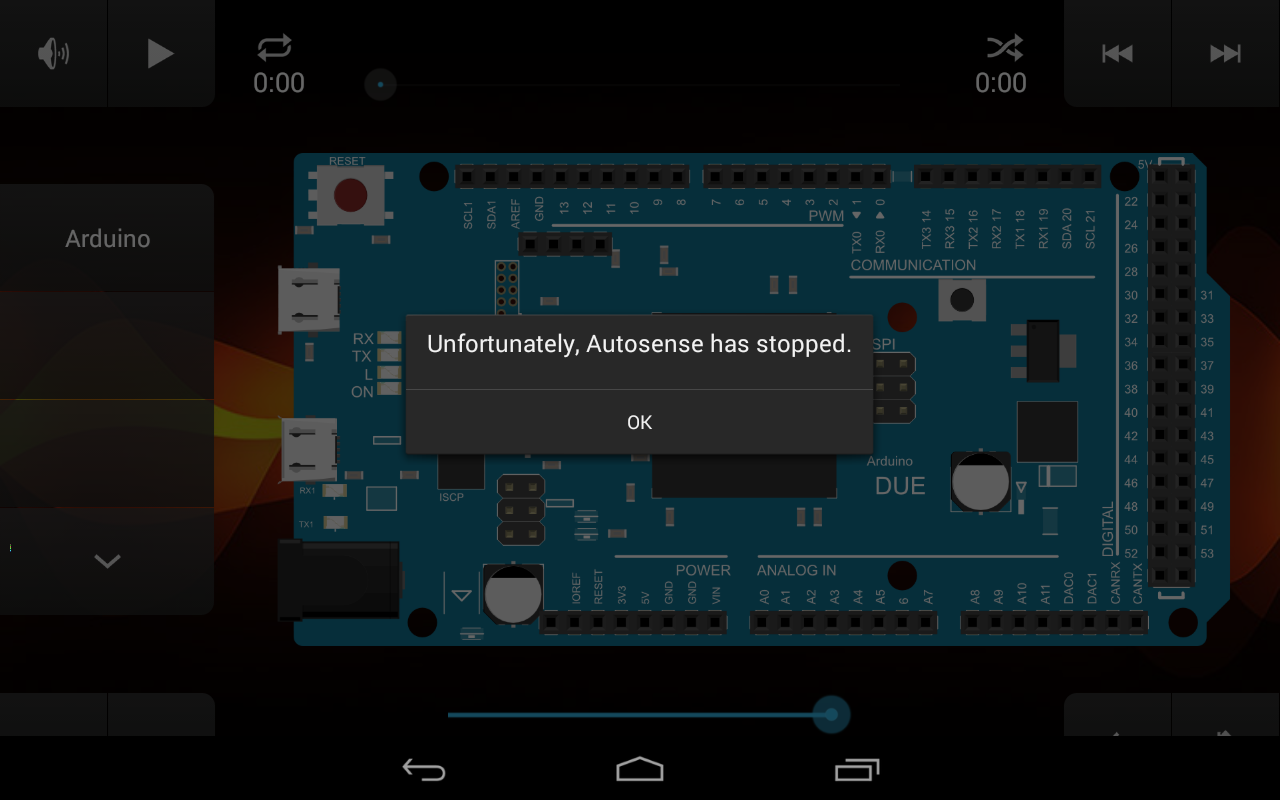 0:00
0:00
RESET
5V
SCL1 SDA1 AREF GND 13 12 11 10 9 8 7 6 5 4 3 2 1 0
PWM
TX0 RX0
TX3 14 RX3 15 TX2 16 RX2 17 TX1 18 RX1 19 SDA 20 SCL 21
COMMUNICATION
Arduino
22
24
26
28
30 31
32 33
34 35
36 37
38 39
40 41
42 43
44 45
46 47
48 49
50 51
52 53
RX
TX
L
ON
SPI
Unfortunately, Autosense has stopped.
OK
Arduino
DUE
RX1
TX1
ISCP
DIGITAL
POWER
ANALOG IN
IOREF RESET 3V3 5V GND GND VIN
A0 A1 A2 A3 A4 A5 6 A7
A8 A9 A10 A11 DAC0 DAC1 CANRX CANTX